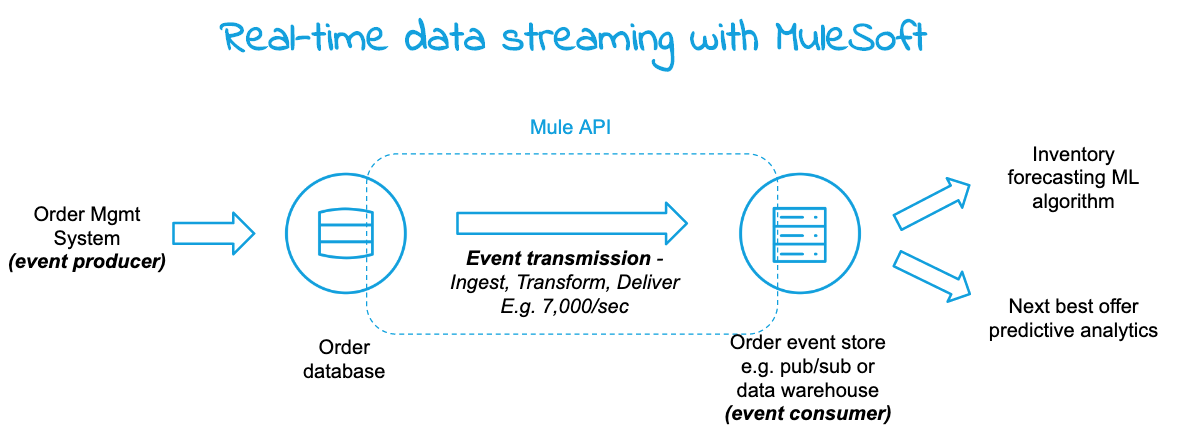 Real-time data streaming with MuleSoft
Mule API
Order Mgmt
System
(event producer)
Event transmission -
Ingest, Transform, Deliver
E.g. 7,000/sec
Order
database
Order event store
e.g. pub/sub or
data warehouse
(event consumer)
Inventory
forecasting ML
algorithm
Next best offer
predictive analytics